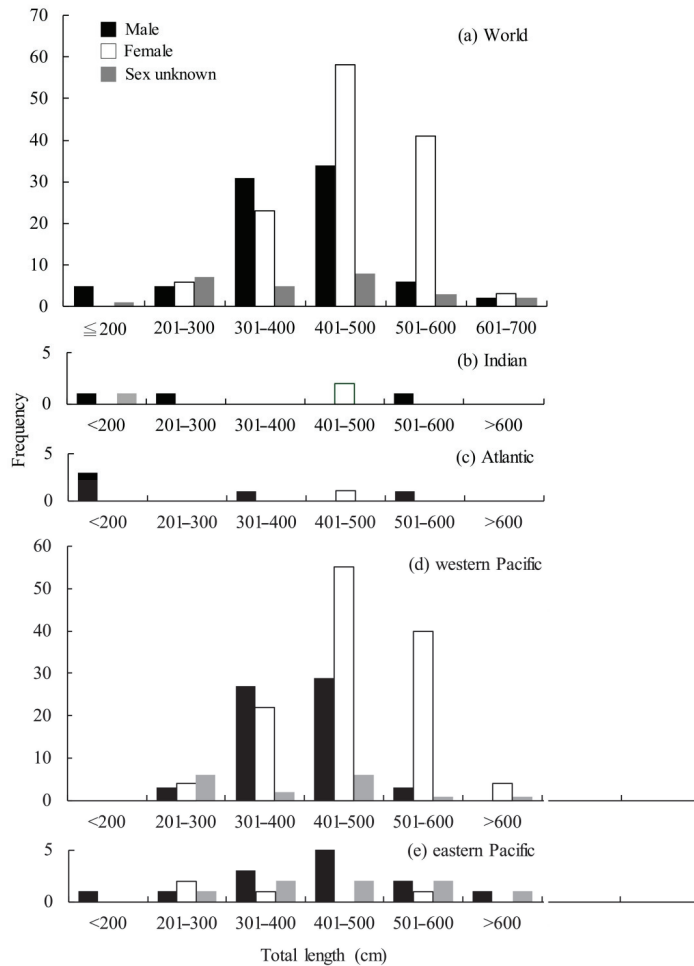 70
60
50
40
30
20
10
0
Male
Female
Sex unknown
(a) World
≦200 201–300 301–400 401–500 501–600 601–700
5
0
(b) Indian
<200 201–300 301–400 401–500 501–600 >600
Frequency
5
0
(c) Atlantic
<200 201–300 301–400 401–500 501–600 >600
60
50
40
30
20
10
0
(d) western Pacific
<200 201–300 301–400 401–500 501–600 >600
5
0
(e) eastern Pacific
<200 201–300 301–400 401–500 501–600 >600
Total length (cm)